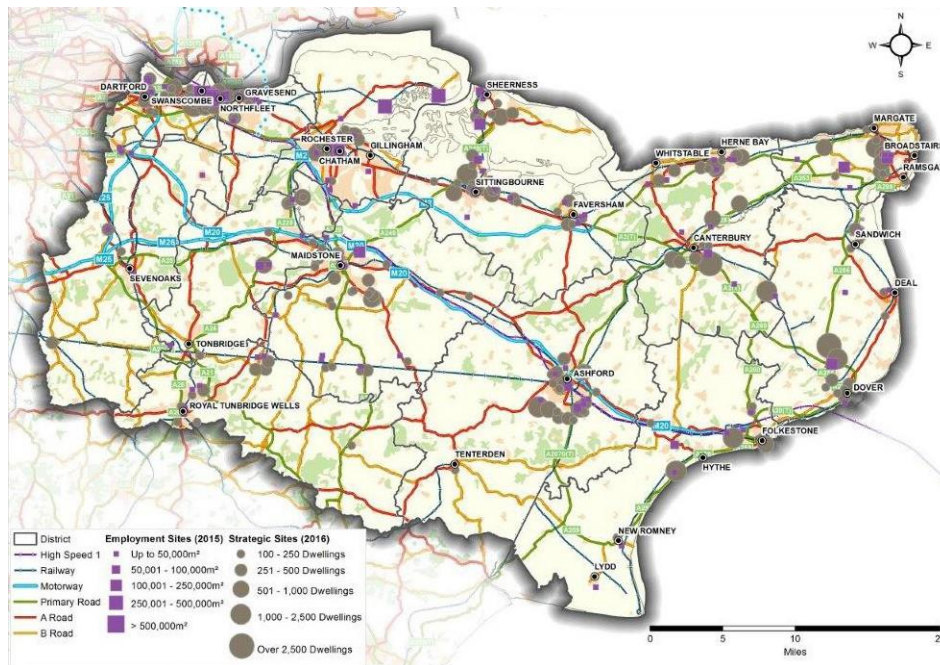 N
W E
S
DARTFORD
SWANSCOMBE
GRAVESEND
NORTHFLEET
SHEERNESS
MARGATE
BROADSTAIRS
RAMSGA
HERNE BAY
WHITSTABLE
ROCHESTER
GILLINGHAM
CHATHAM
M2
SITTINGBOURNE
FAVERSHAM
CANTERBURY
SANDWICH
DEAL
M20
M26
M25
MAIDSTONE
M20
SEVENOAKS
TONBRIDGE
ASHFORD
DOVER
ROYAL TUNBRIDGE WELLS
M20
FOLKESTONE
HYTHE
TENTERDEN
NEW ROMNEY
LYDD
District
High Speed 1
Railway
Motorway
Primary Road
A Road
B Road
Employment Sites (2015)
Up to 50,000m²
50,001 - 100,000m²
100,001 - 250,000m²
250,001 - 500,000m²
> 500,000m²
Strategic Sites (2016)
100 - 250 Dwellings
251 - 500 Dwellings
501 - 1,000 Dwellings
1,000 - 2,500 Dwellings
Over 2,500 Dwellings
0 5 10 2
Miles